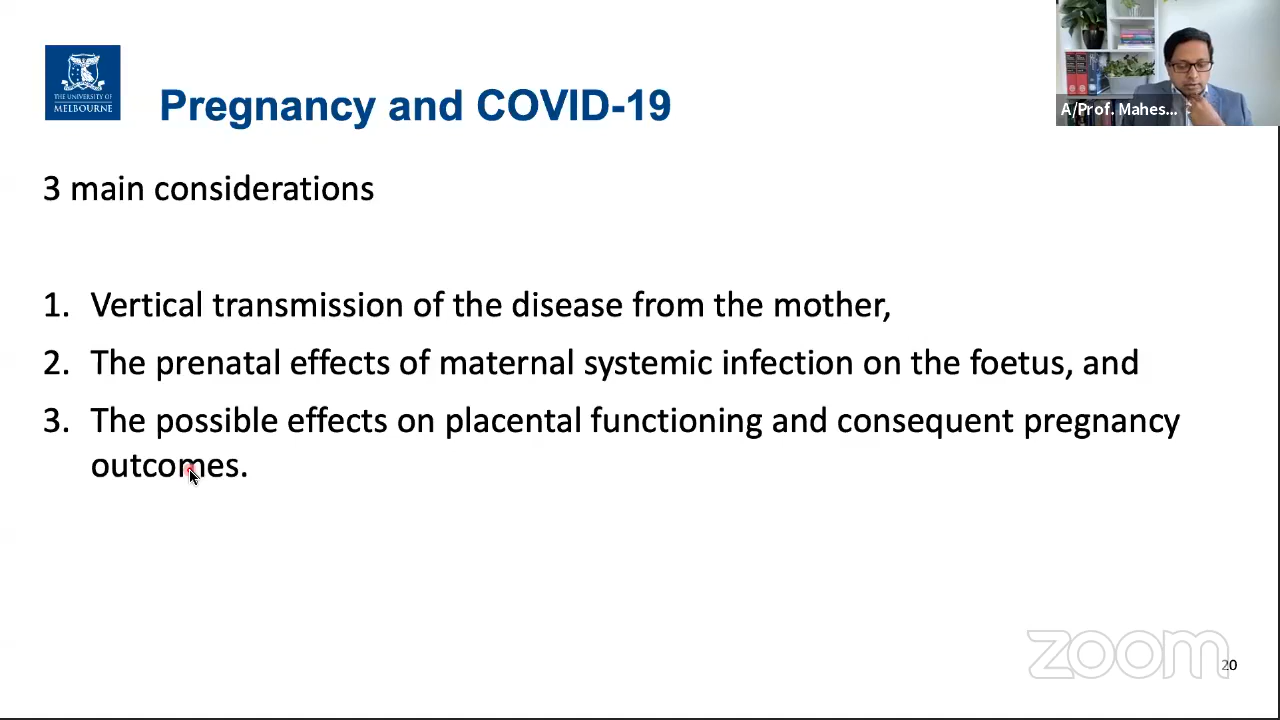 THE UNIVERSITY OF
MELBOURNE
Pregnancy and COVID-19
A/Prof. Mahes...
3 main considerations
1. Vertical transmission of the disease from the mother,
2. The prenatal effects of maternal systemic infection on the foetus, and
3. The possible effects on placental functioning and consequent pregnancy
outcomes.
zoom
20